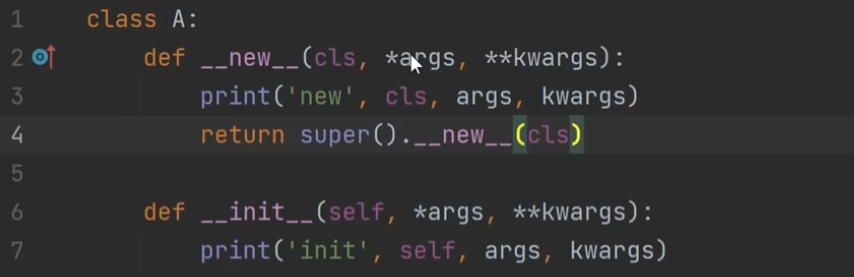 1 class A:
2 def __new__(cls, *args, **kwargs):
3 print('new', cls, args, kwargs)
4 return super().__new__(cls)
5
6 def __init__(self, *args, **kwargs):
7 print('init', self, args, kwargs)